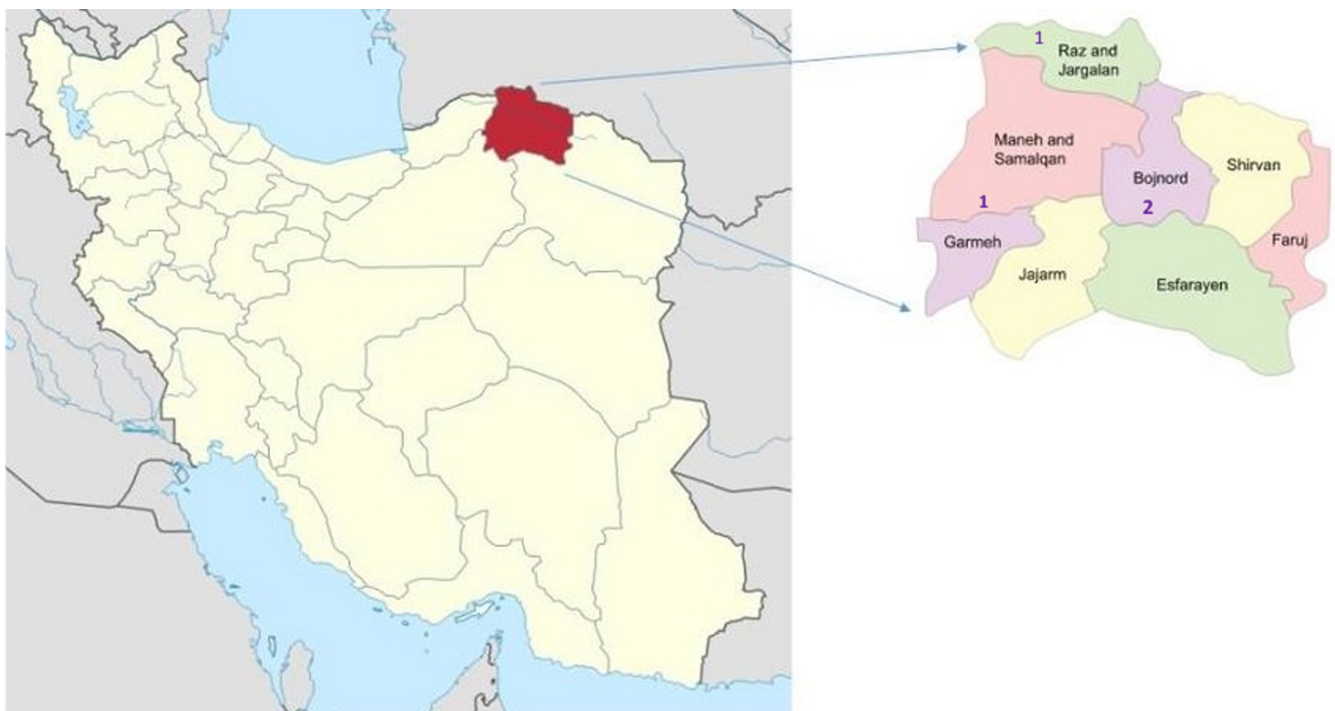 1
Raz and
Jargalan
Maneh and
Samalqan
Bojnord
Shirvan
1
2
Garmeh
Faruj
Jajarm
Esfarayen